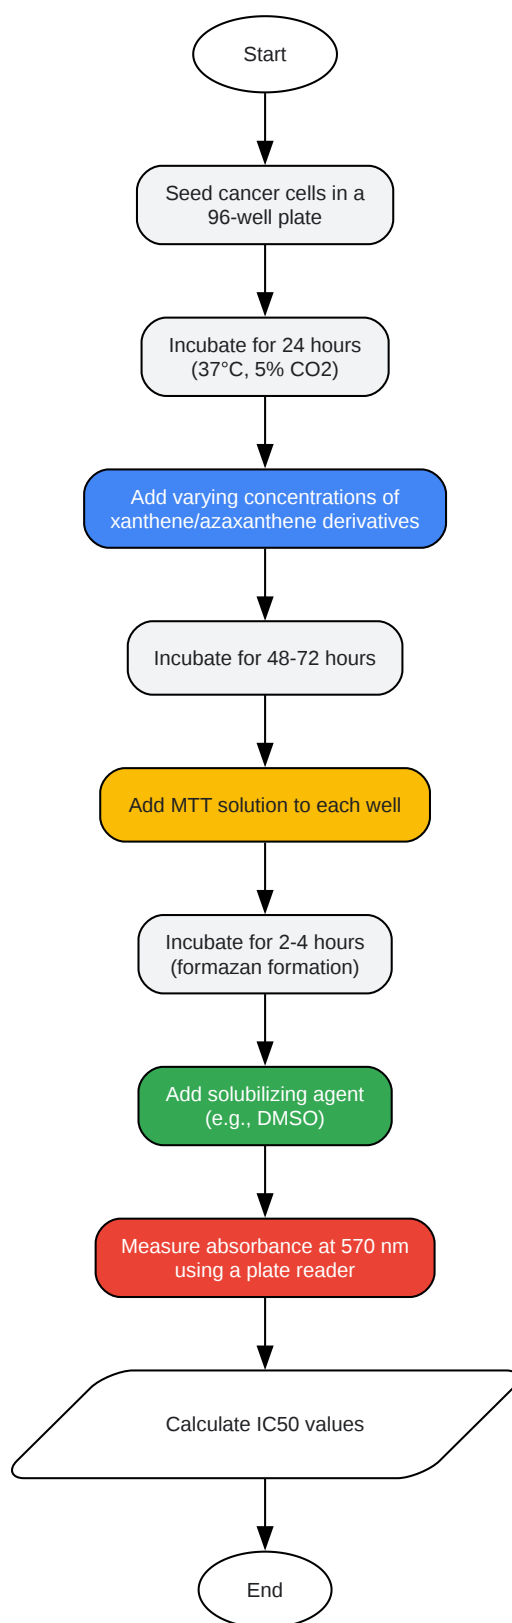 Start
Seed cancer cells in a
96-well plate
Incubate for 24 hours
(37°C, 5% CO2)
Add varying concentrations of
xanthene/azaxanthene derivatives
Incubate for 48-72 hours
Add MTT solution to each well
Incubate for 2-4 hours
(formazan formation)
Add solubilizing agent
(e.g., DMSO)
Measure absorbance at 570 nm
using a plate reader
Calculate IC50 values
End